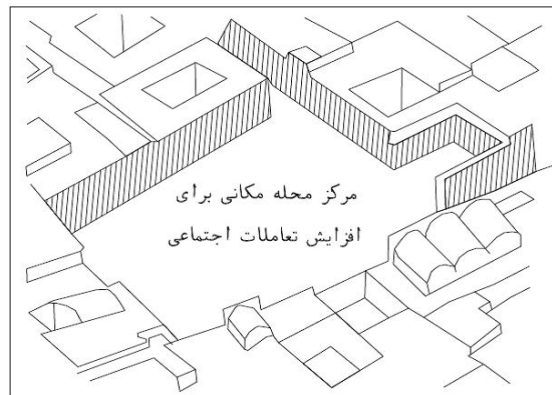 مرکز محله مکانی برای
افزایش تعاملات اجتماعی